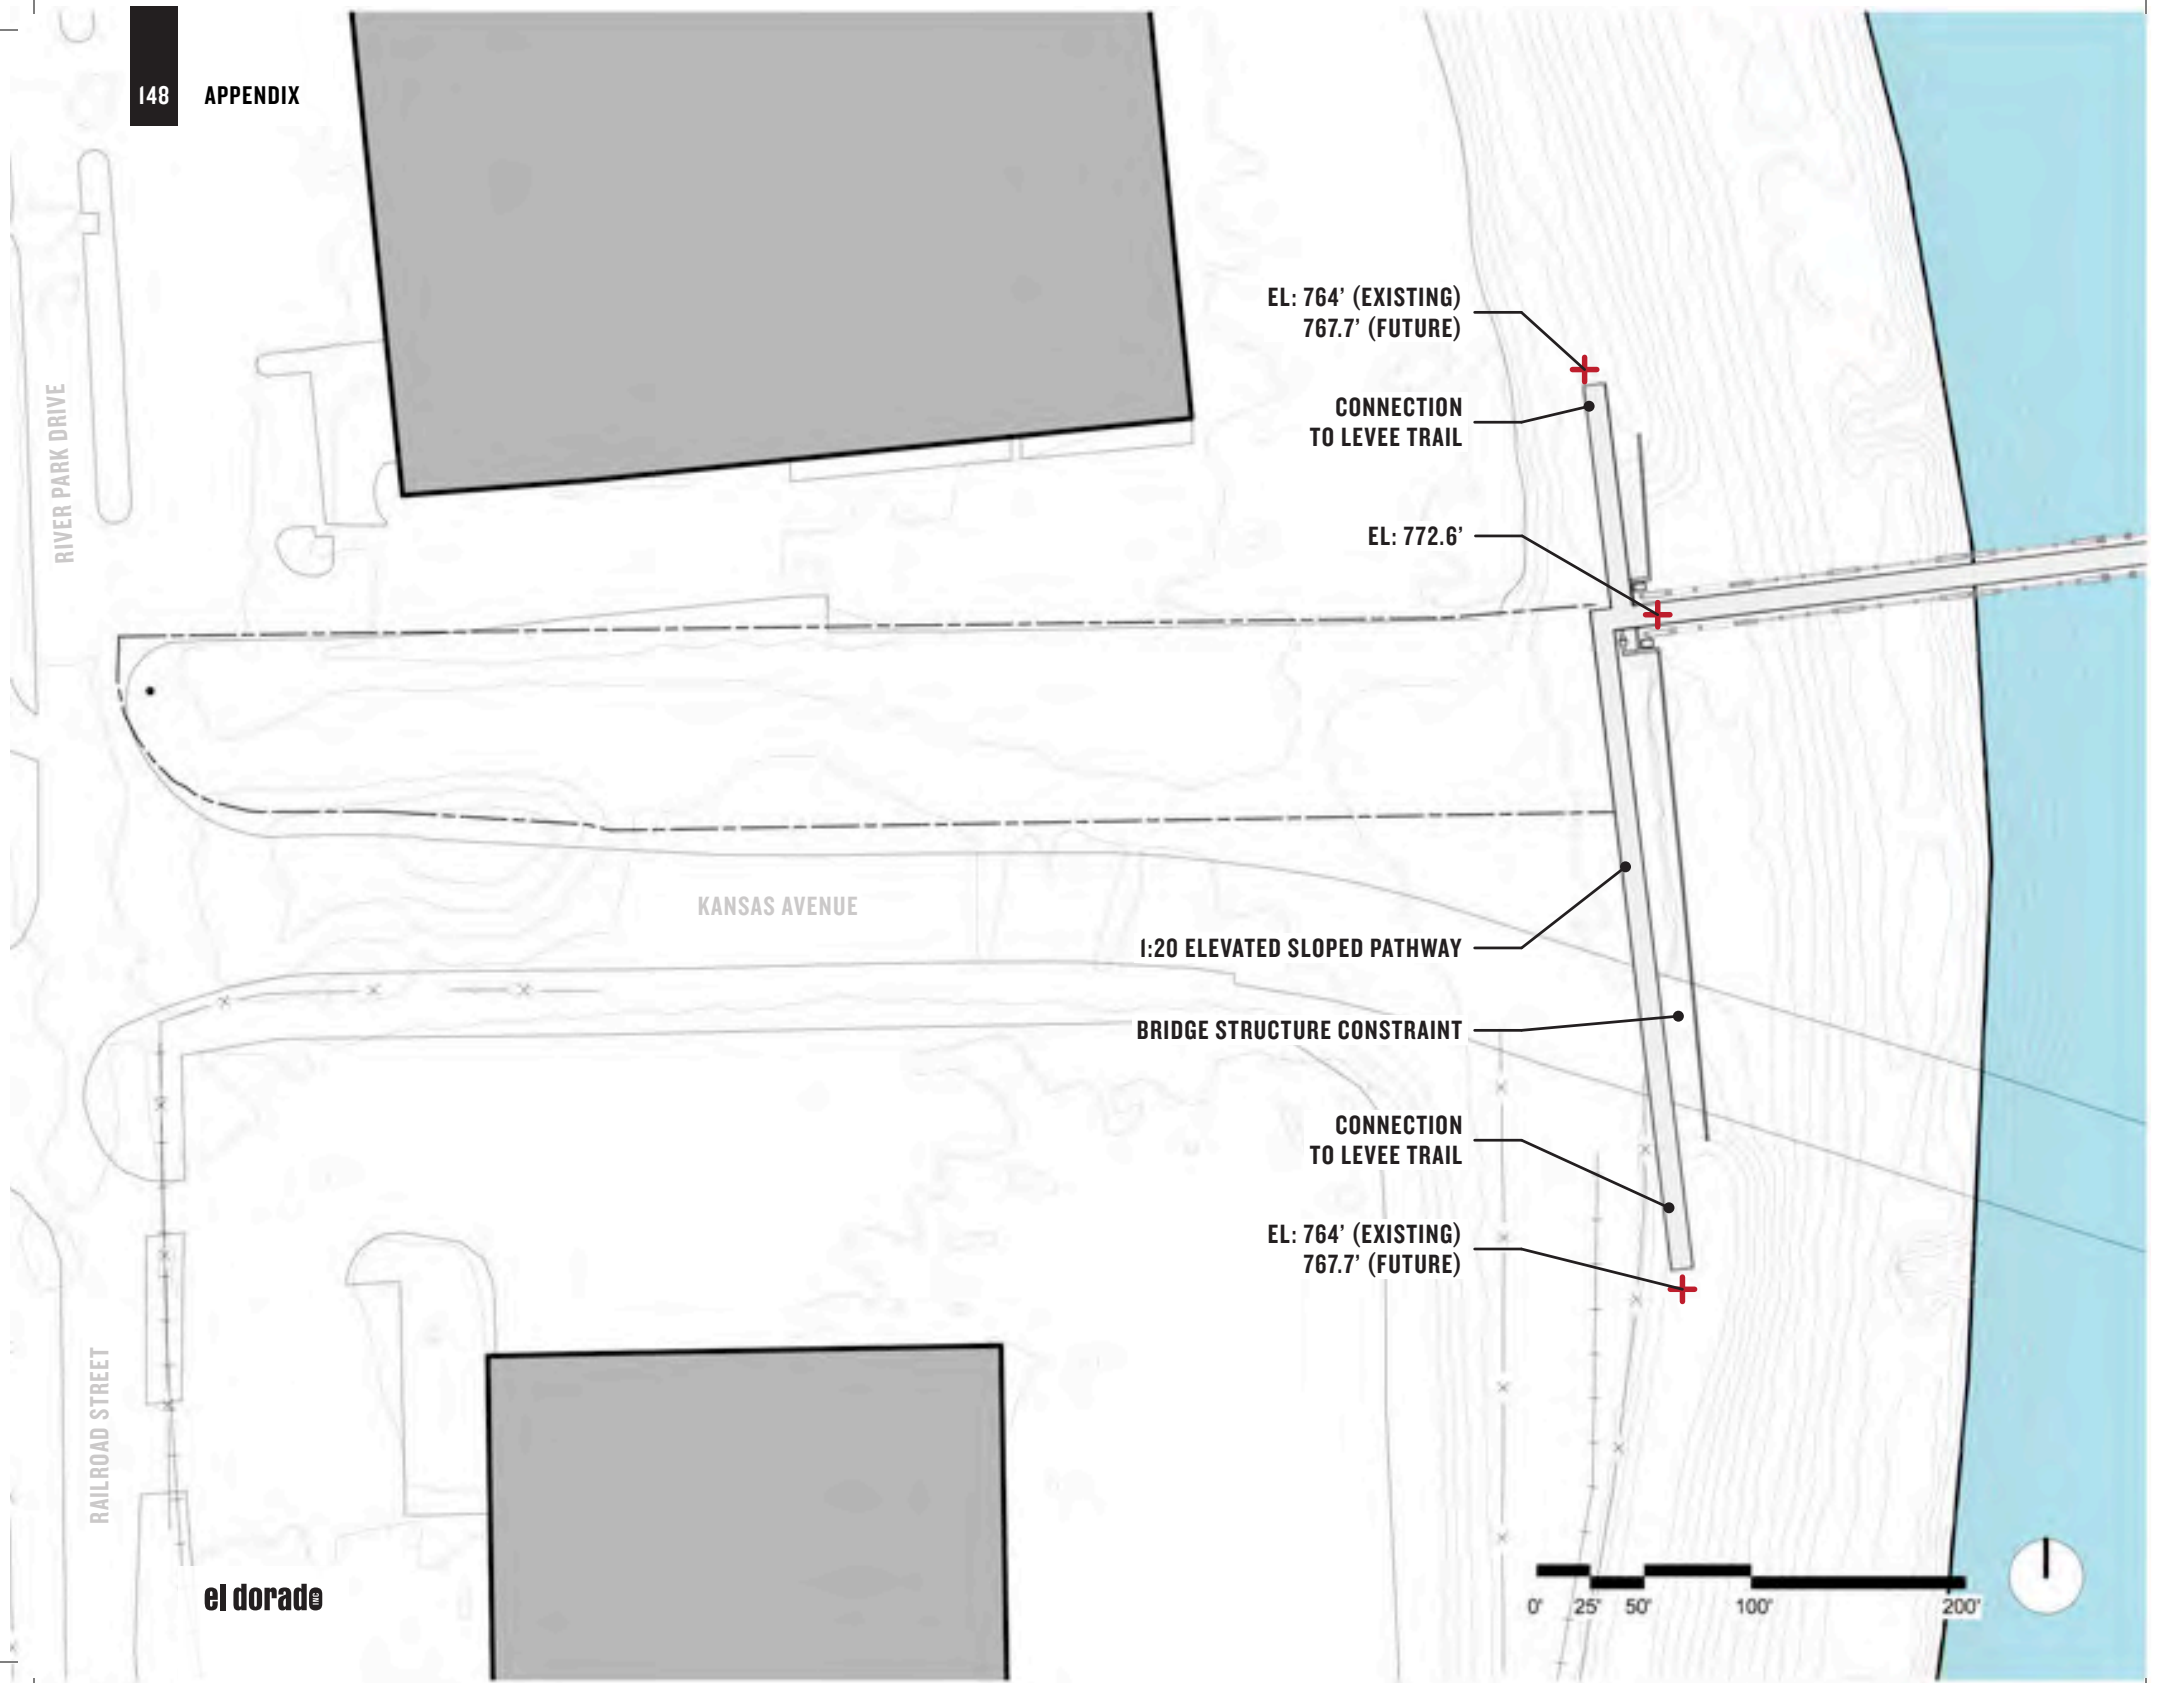 148
APPENDIX
RIVER PARK DRIVE
EL: 764’ (EXISTING)
767.7’ (FUTURE)
CONNECTION
TO LEVEE TRAIL
EL: 772.6’
KANSAS AVENUE
1:20 ELEVATED SLOPED PATHWAY
BRIDGE STRUCTURE CONSTRAINT
CONNECTION
TO LEVEE TRAIL
EL: 764’ (EXISTING)
767.7’ (FUTURE)
RAILROAD STREET
el dorado INC
0' 25' 50' 100' 200'